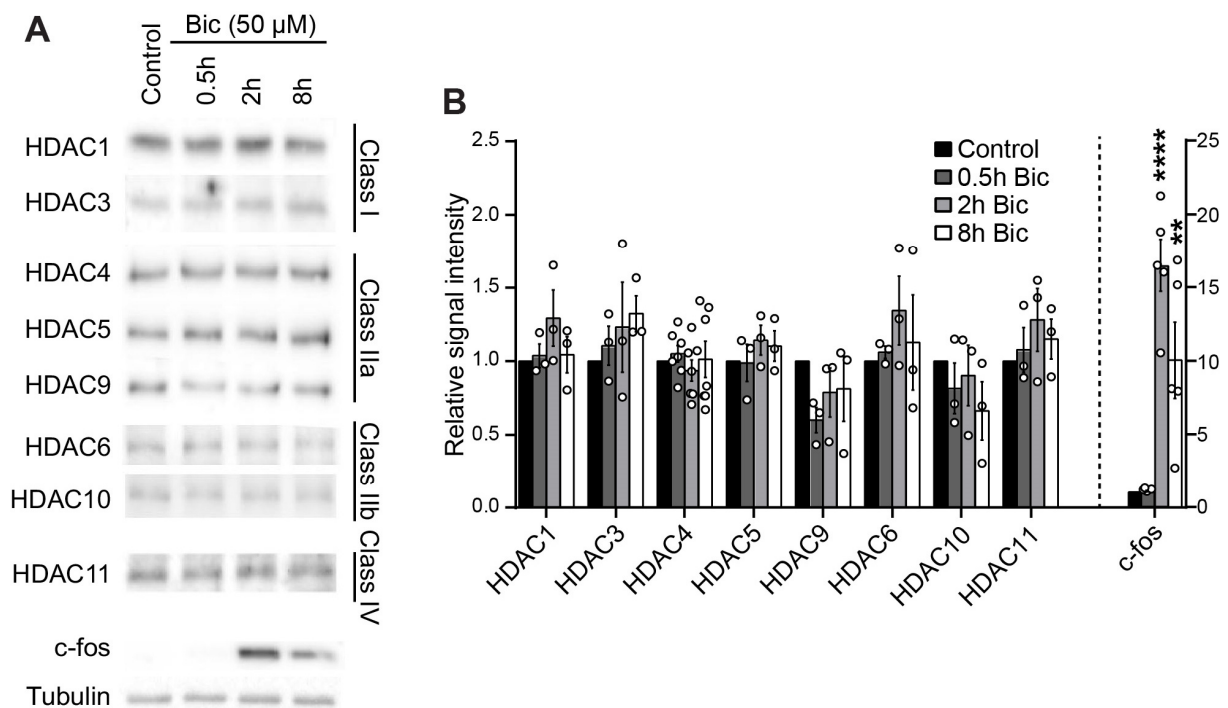 A
Bic (50 µM)
Control
0.5h
2h
8h
HDAC1
HDAC3
Class I
HDAC4
HDAC5
HDAC9
Class IIa
HDAC6
HDAC10
Class IIb
HDAC11
Class IV
c-fos
Tubulin
B
Relative signal intensity
2.5
2.0
1.5
1.0
0.5
0.0
Control
0.5h Bic
2h Bic
8h Bic
****
**
25
20
15
10
5
0
HDAC1
HDAC3
HDAC4
HDAC5
HDAC9
HDAC6
HDAC10
HDAC11
c-fos